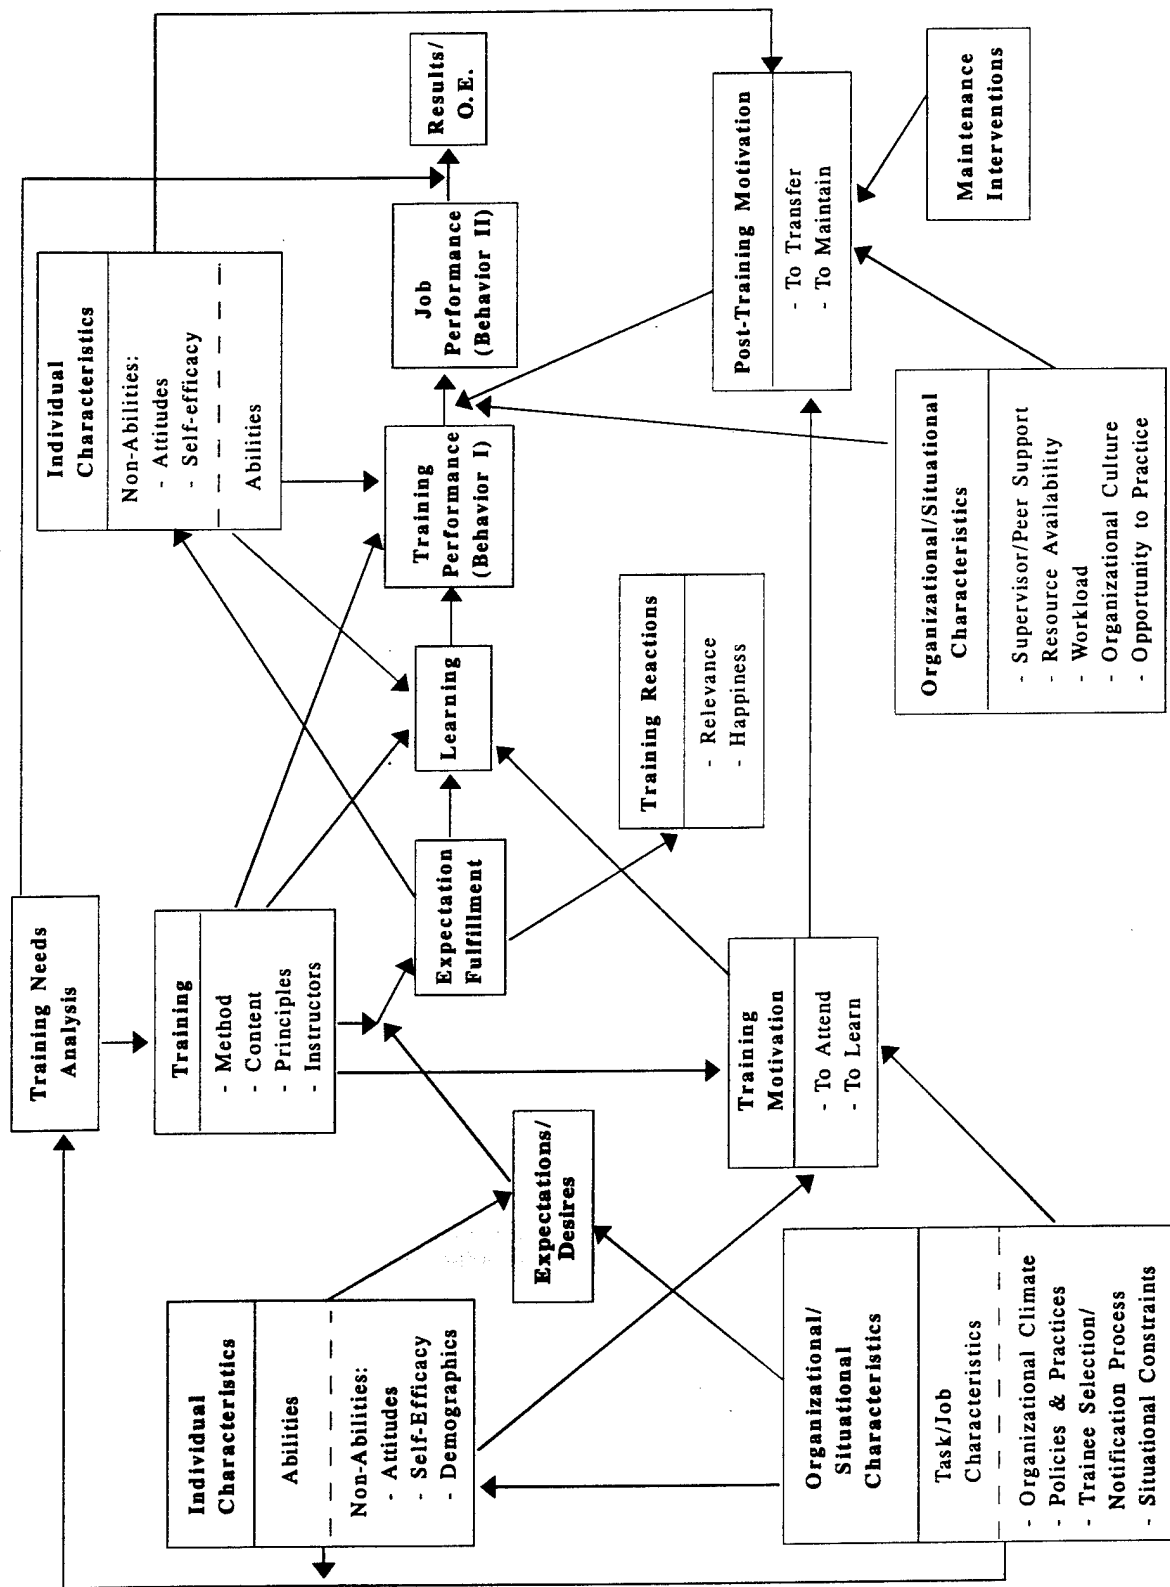 Training Needs
Analysis
Individual
Characteristics
Abilities
Non-Abilities:
- Attitudes
- Self-Efficacy
- Demographics
Training
- Method
- Content
- Principles
- Instructors
Individual
Characteristics
Non-Abilities:
- Attitudes
- Self-efficacy
Abilities
Expectations/
Desires
Expectation
Fulfillment
Learning
Training
Performance
(Behavior I)
Job
Performance
(Behavior II)
Results/
O.E.
Training Reactions
- Relevance
- Happiness
Organizational/
Situational
Characteristics
Task/Job
Characteristics
- Organizational Climate
- Policies & Practices
- Trainee Selection/
Notification Process
- Situational Constraints
Training
Motivation
- To Attend
- To Learn
Post-Training Motivation
- To Transfer
- To Maintain
Organizational/Situational
Characteristics
- Supervisor/Peer Support
- Resource Availability
- Workload
- Organizational Culture
- Opportunity to Practice
Maintenance
Interventions